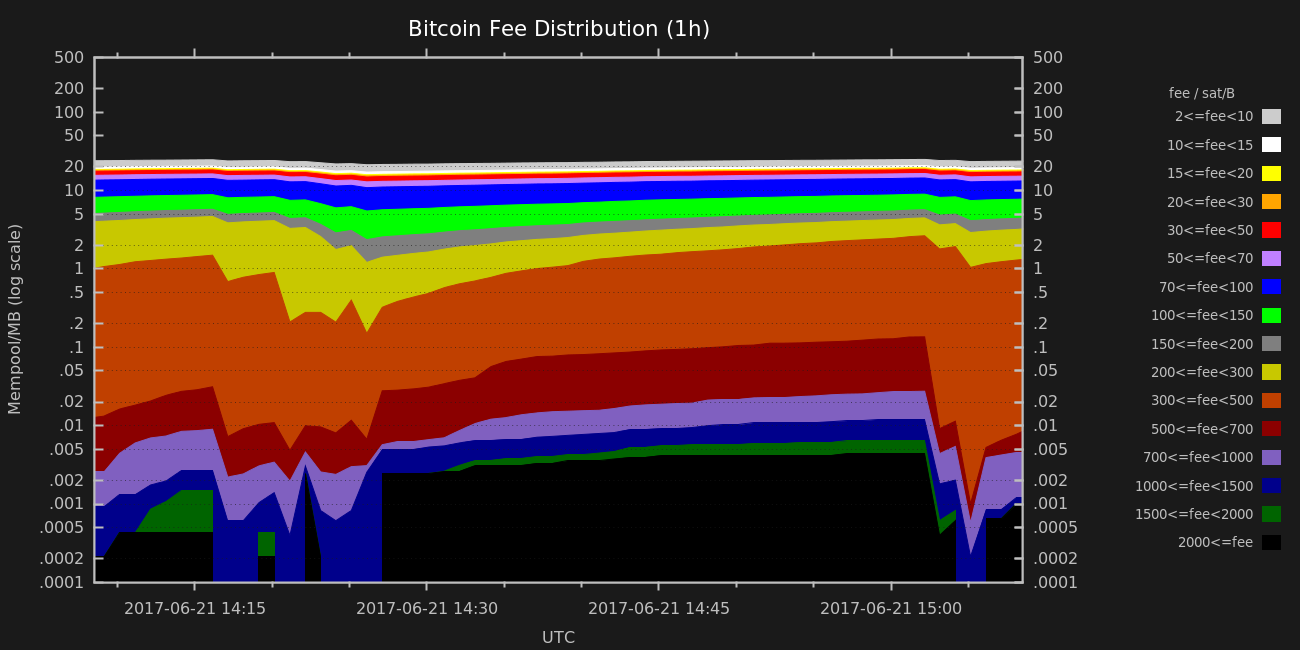 Bitcoin Fee Distribution (1h)
500
200
100
50
20
10
5
2
1
.5
.2
.1
.05
.02
.01
.005
.002
.001
.0005
.0002
.0001
Mempool/MB (log scale)
500
200
100
50
20
10
5
2
1
.5
.2
.1
.05
.02
.01
.005
.002
.001
.0005
.0002
.0001
2017-06-21 14:15
2017-06-21 14:30
2017-06-21 14:45
2017-06-21 15:00
UTC
fee / sat/B
2<=fee<10
10<=fee<15
15<=fee<20
20<=fee<30
30<=fee<50
50<=fee<70
70<=fee<100
100<=fee<150
150<=fee<200
200<=fee<300
300<=fee<500
500<=fee<700
700<=fee<1000
1000<=fee<1500
1500<=fee<2000
2000<=fee